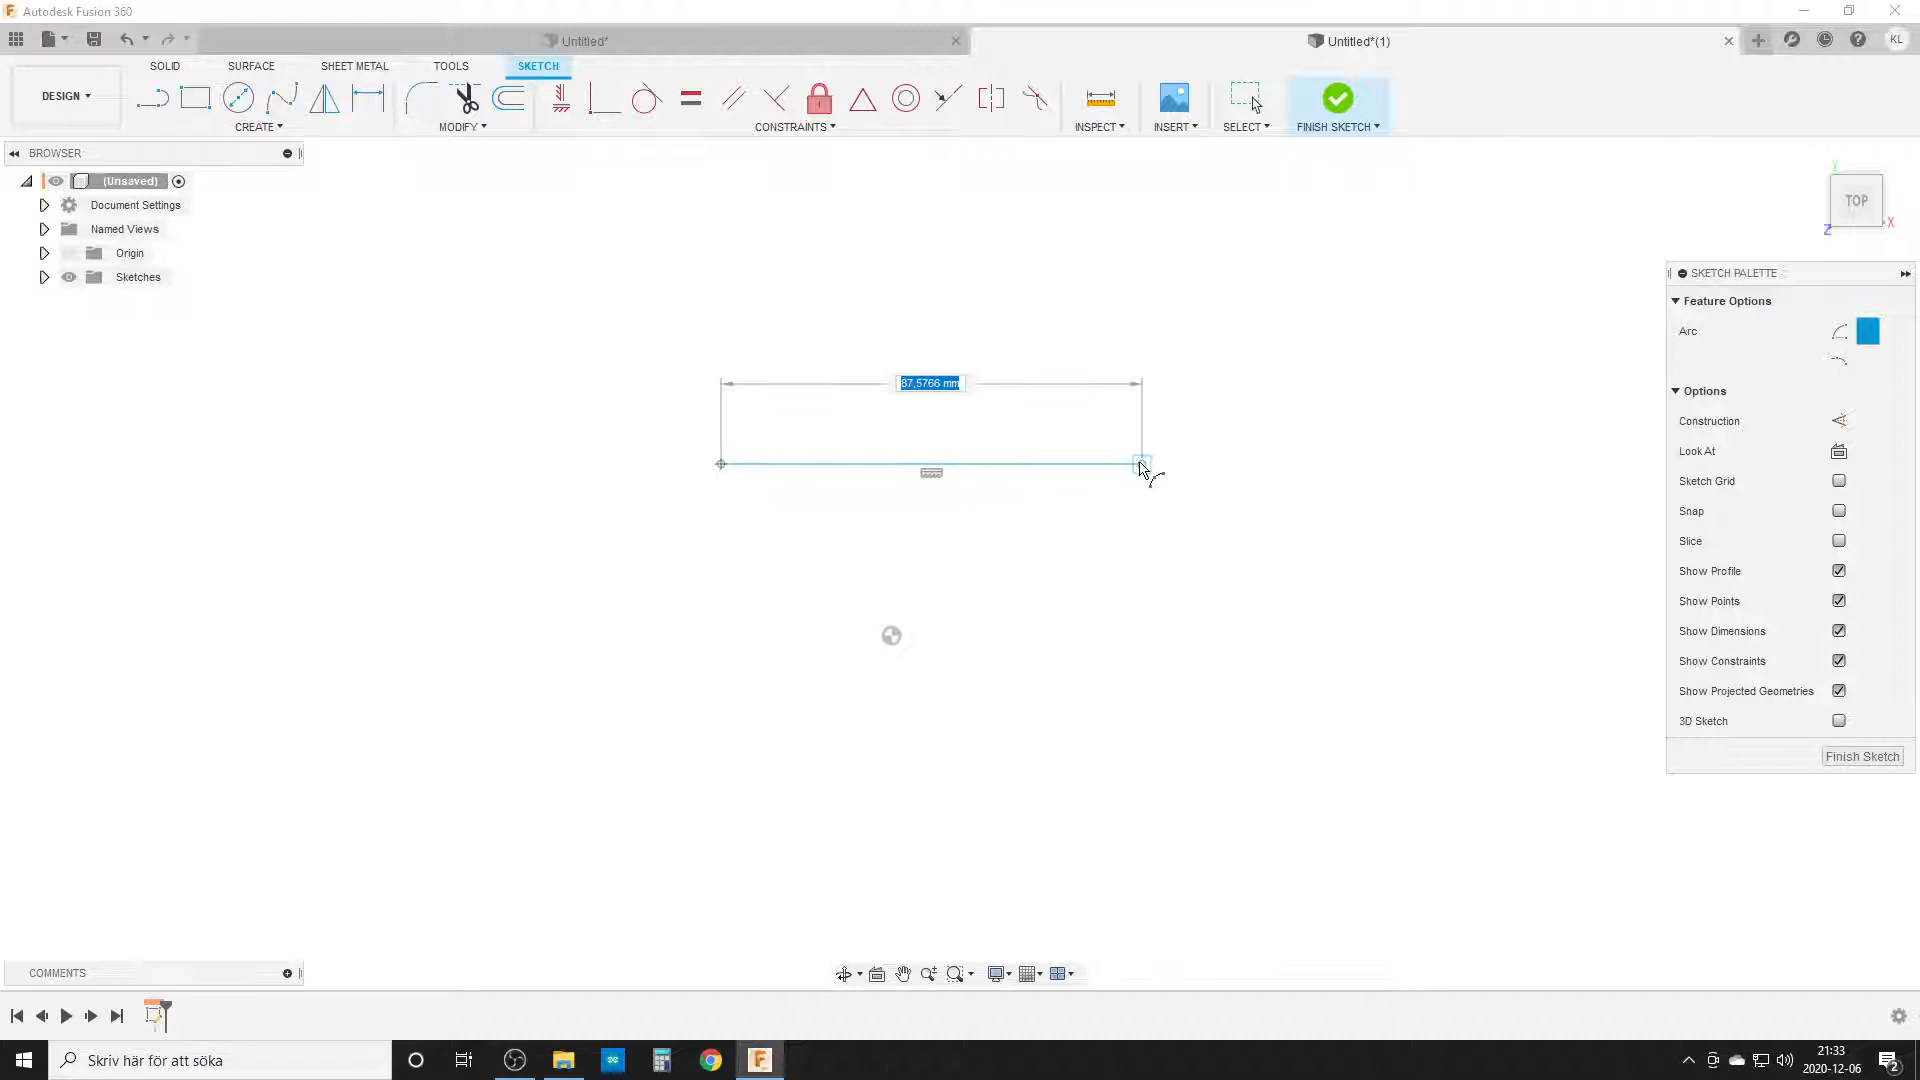 Autodesk Fusion 360
Untitled*
Untitled*(1)
KL
SOLID
SURFACE
SHEET METAL
TOOLS
SKETCH
DESIGN
CREATE
MODIFY
CONSTRAINTS
INSPECT
INSERT
SELECT
FINISH SKETCH
BROWSER
(Unsaved)
Document Settings
Named Views
Origin
Sketches
TOP
X
Z
87,5766 mm
SKETCH PALETTE
Feature Options
Arc
Options
Construction
Look At
Sketch Grid
Snap
Slice
Show Profile
Show Points
Show Dimensions
Show Constraints
Show Projected Geometries
3D Sketch
Finish Sketch
COMMENTS
Skriv här för att söka
21:33
2020-12-06
2